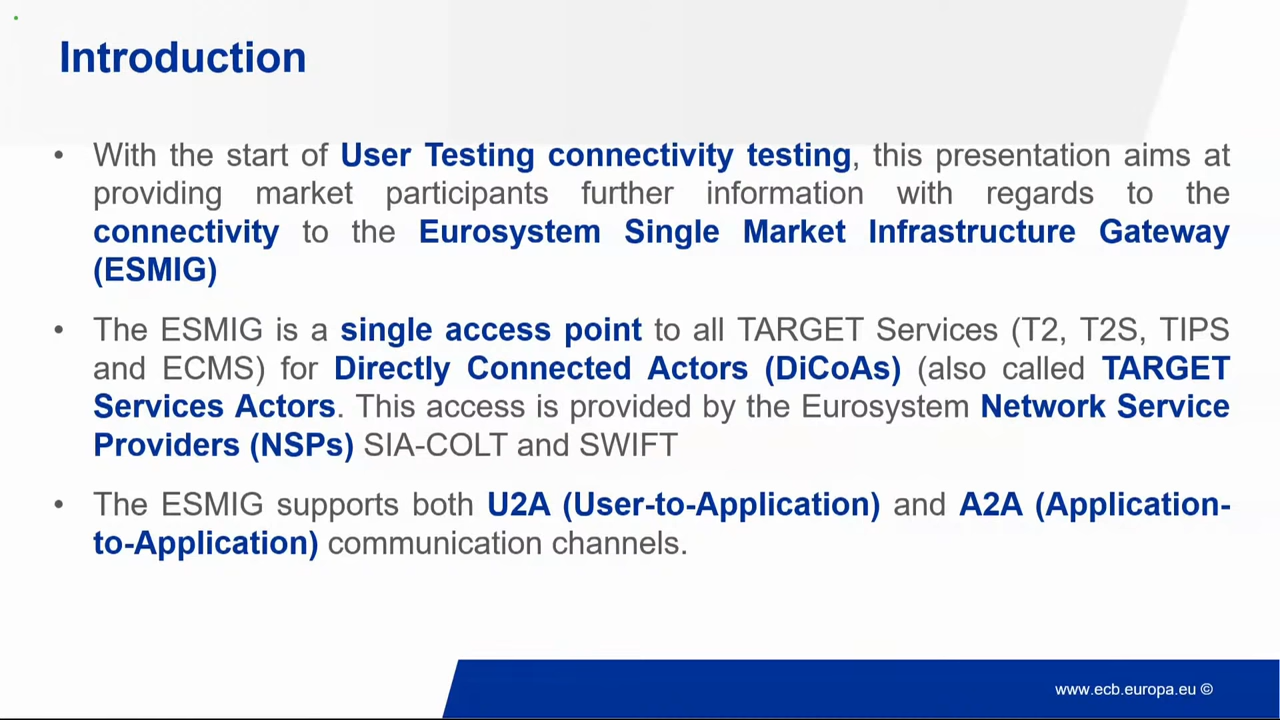 Introduction
• With the start of User Testing connectivity testing, this presentation aims at
providing market participants further information with regards to the
connectivity to the Eurosystem Single Market Infrastructure Gateway
(ESMIG)
• The ESMIG is a single access point to all TARGET Services (T2, T2S, TIPS
and ECMS) for Directly Connected Actors (DiCoAs) (also called TARGET
Services Actors. This access is provided by the Eurosystem Network Service
Providers (NSPs) SIA-COLT and SWIFT
• The ESMIG supports both U2A (User-to-Application) and A2A (Application-
to-Application) communication channels.
www.ecb.europa.eu ©